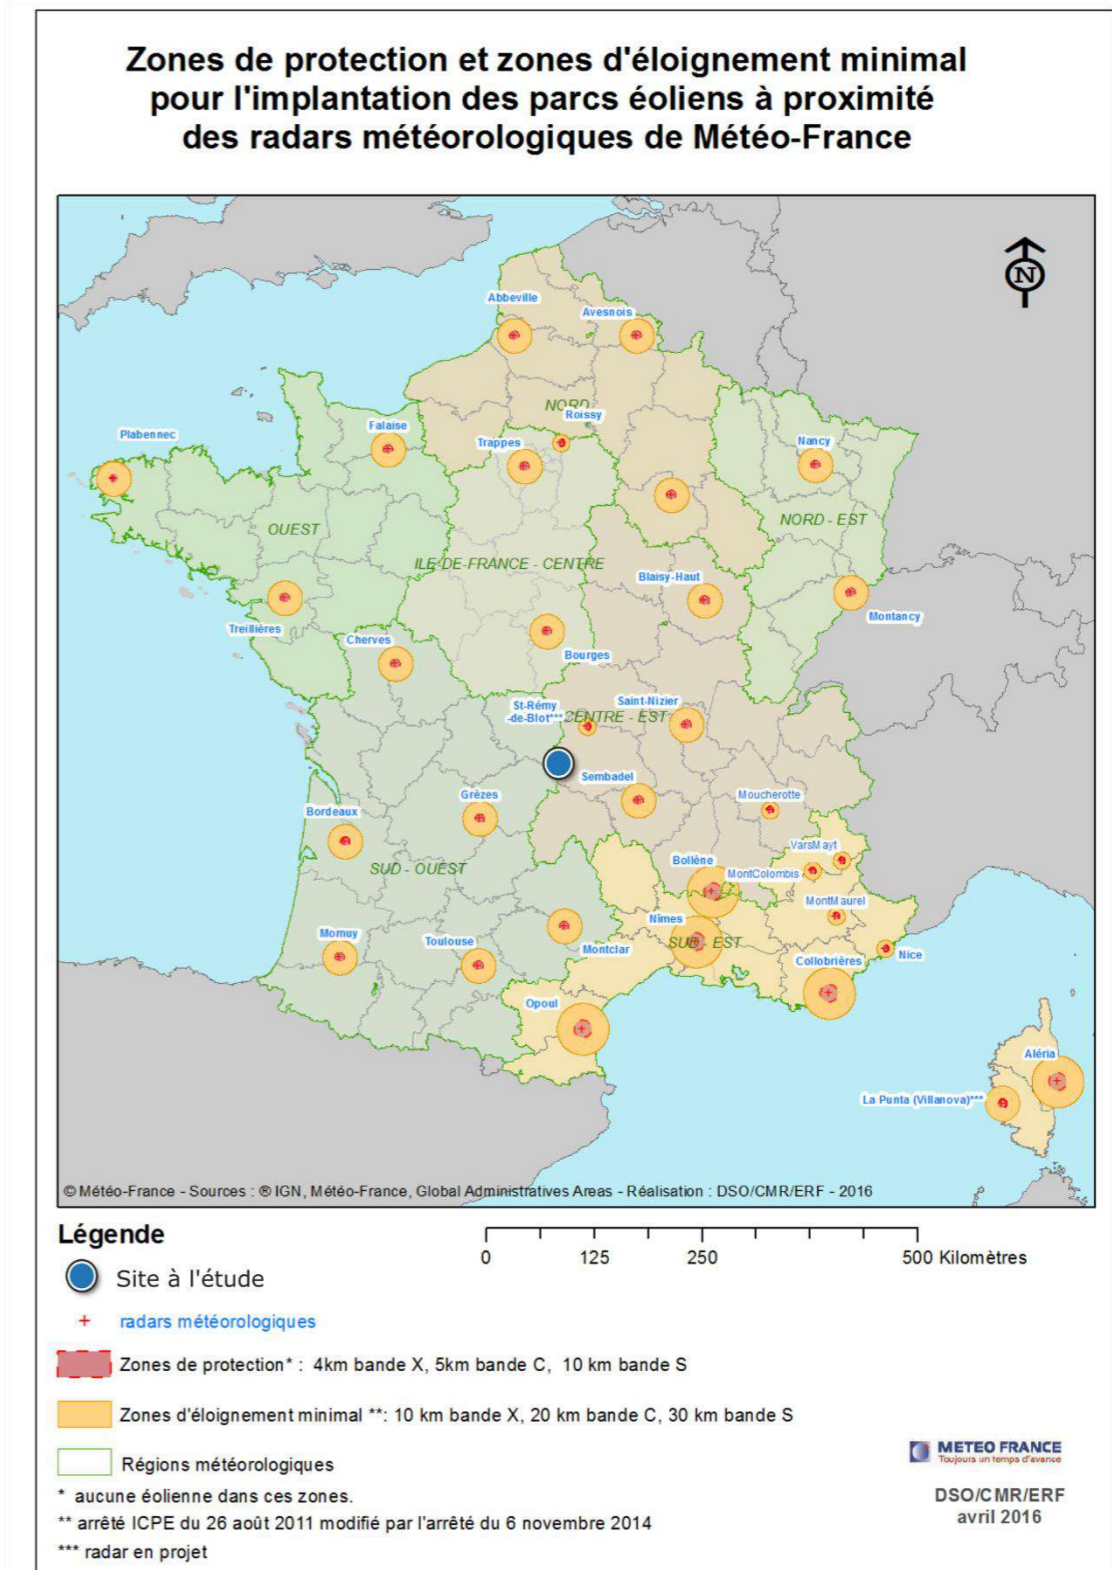 Zones de protection et zones d'éloignement minimal
pour l'implantation des parcs éoliens à proximité
des radars météorologiques de Météo-France
N
Abbeville
Avesnois
NORD
Roissy
Falaise
Trappes
Nancy
Plabennec
OUEST
NORD - EST
ILE-DE-FRANCE - CENTRE
Blaisy-Haut
Treillières
Montancy
Cherves
Bourges
St-Rémy
-de-Blot***
CENTRE - EST
Saint-Nizier
Sembadel
Grèzes
Moucherotte
Bordeaux
VarsMayt
SUD - OUEST
Bollène
MontColombis
MontMaurel
Nîmes
Momuy
Toulouse
Montclar
SUD - EST
Nice
Collobrières
Opoul
Aléria
La Punta (Villanova)***
© Météo-France - Sources : ® IGN, Météo-France, Global Administratives Areas - Réalisation : DSO/CMR/ERF - 2016
Légende
0 125 250 500 Kilomètres
Site à l'étude
radars météorologiques
Zones de protection* : 4km bande X, 5km bande C, 10 km bande S
Zones d'éloignement minimal **: 10 km bande X, 20 km bande C, 30 km bande S
Régions météorologiques
METEO FRANCE
Toujours un temps d'avance
* aucune éolienne dans ces zones.
** arrêté ICPE du 26 août 2011 modifié par l'arrêté du 6 novembre 2014
*** radar en projet
DSO/CMR/ERF
avril 2016